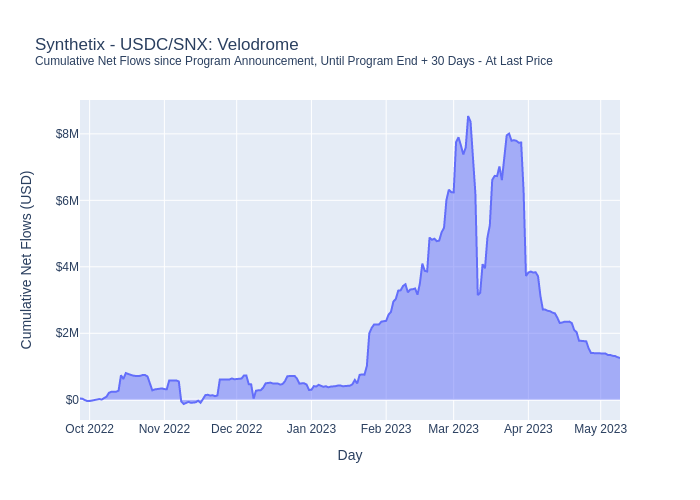 Synthetix - USDC/SNX: Velodrome
Cumulative Net Flows since Program Announcement, Until Program End + 30 Days - At Last Price
Cumulative Net Flows (USD)
$8M
$6M
$4M
$2M
$0
Oct 2022 Nov 2022 Dec 2022 Jan 2023 Feb 2023 Mar 2023 Apr 2023 May 2023
Day